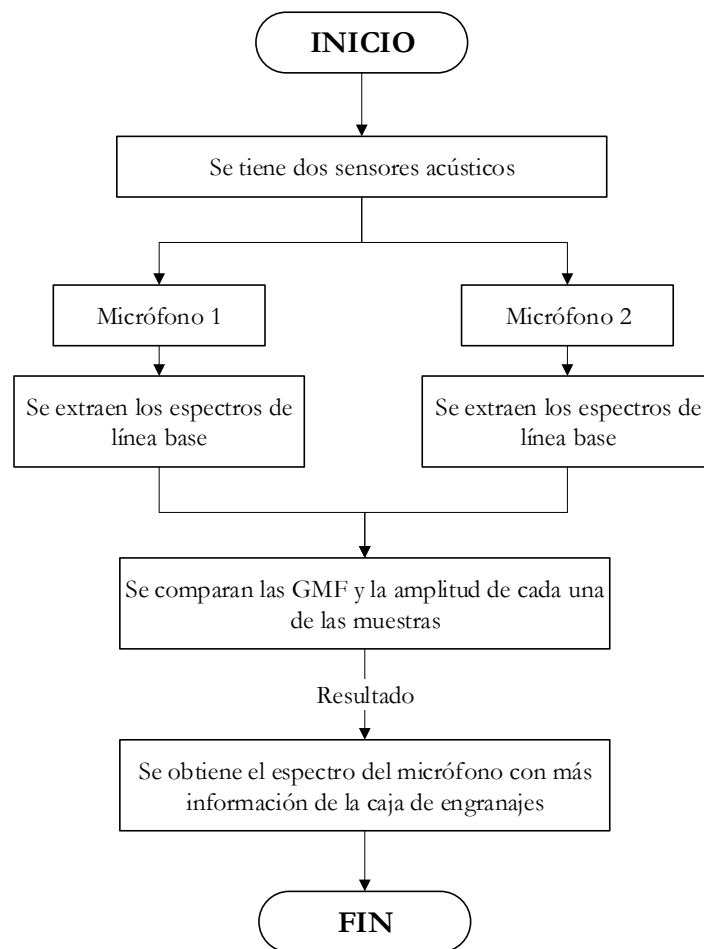 INICIO
Se tiene dos sensores acústicos
Micrófono 1
Micrófono 2
Se extraen los espectros de
línea base
Se extraen los espectros de
línea base
Se comparan las GMF y la amplitud de cada una
de las muestras
Resultado
Se obtiene el espectro del micrófono con más
información de la caja de engranajes
FIN